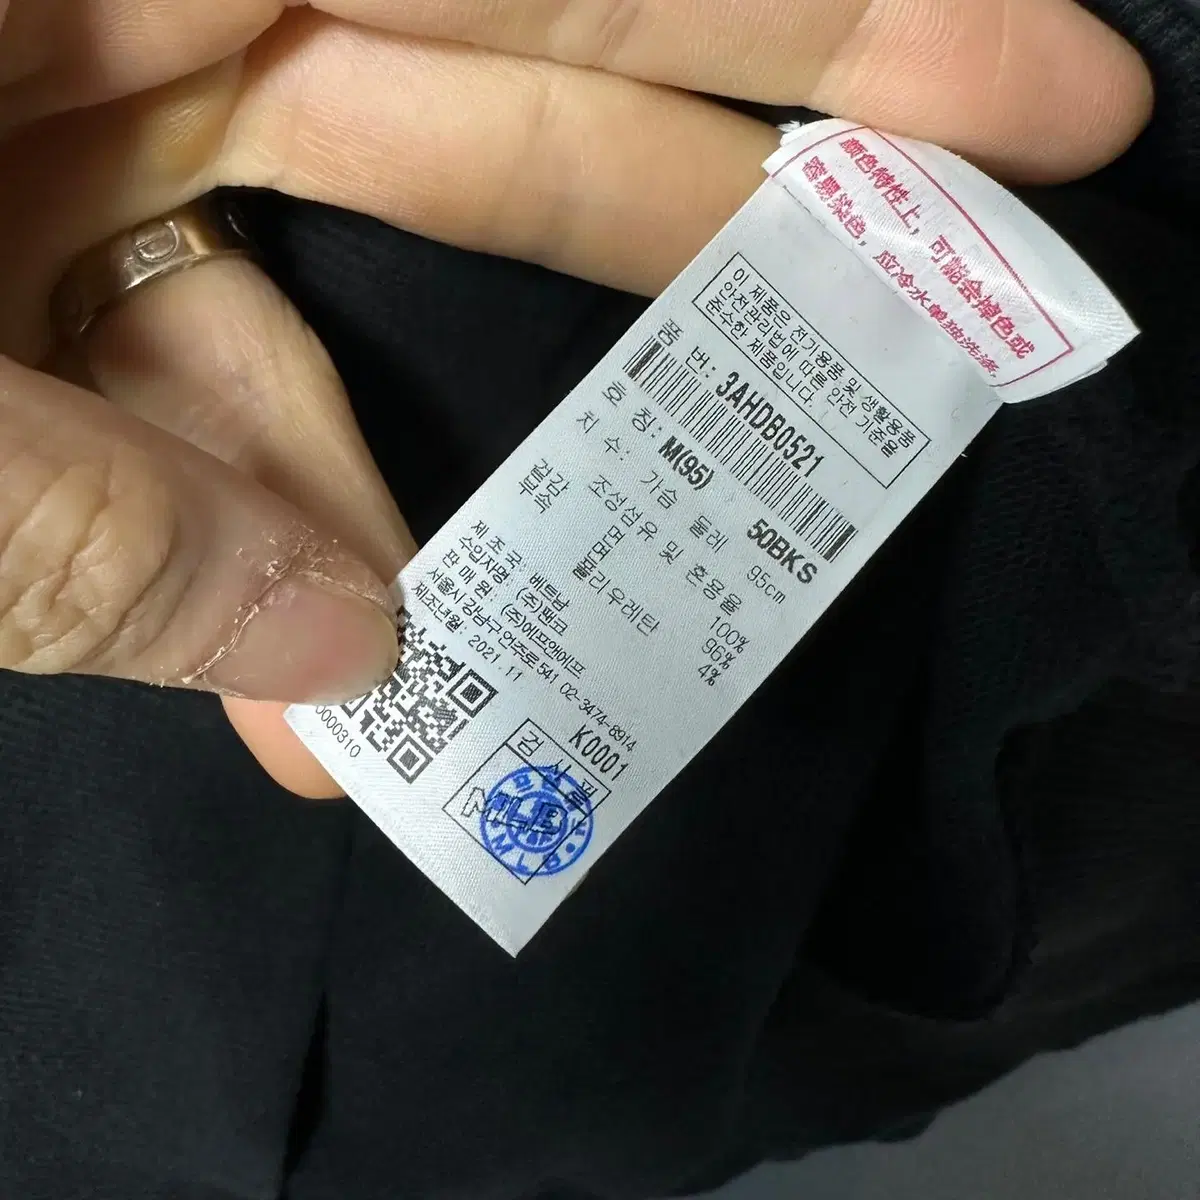 颜色特性上，可能会掉色或
容易染色，应冷水单独洗涤，
이 제품은 전기용품 및 생활용품
안전관리법에 따른 안전 기준을
준수한 제품입니다.
품 번: 3AHDB0521
50BKS
호 칭: M(95)
치 수: 가슴 둘레 95cm
조성섬유 및 혼용율
겉감 면 100%
부속 면 96%
폴리우레탄 4%
제 조 국: 베트남
수입자명: (주)팬코
판 매 원: (주)에프앤에프
서울시 강남구 언주로 541 02-3474-8914
제조년월: 2021.11
0000310
K0001
검 사 필
MLB